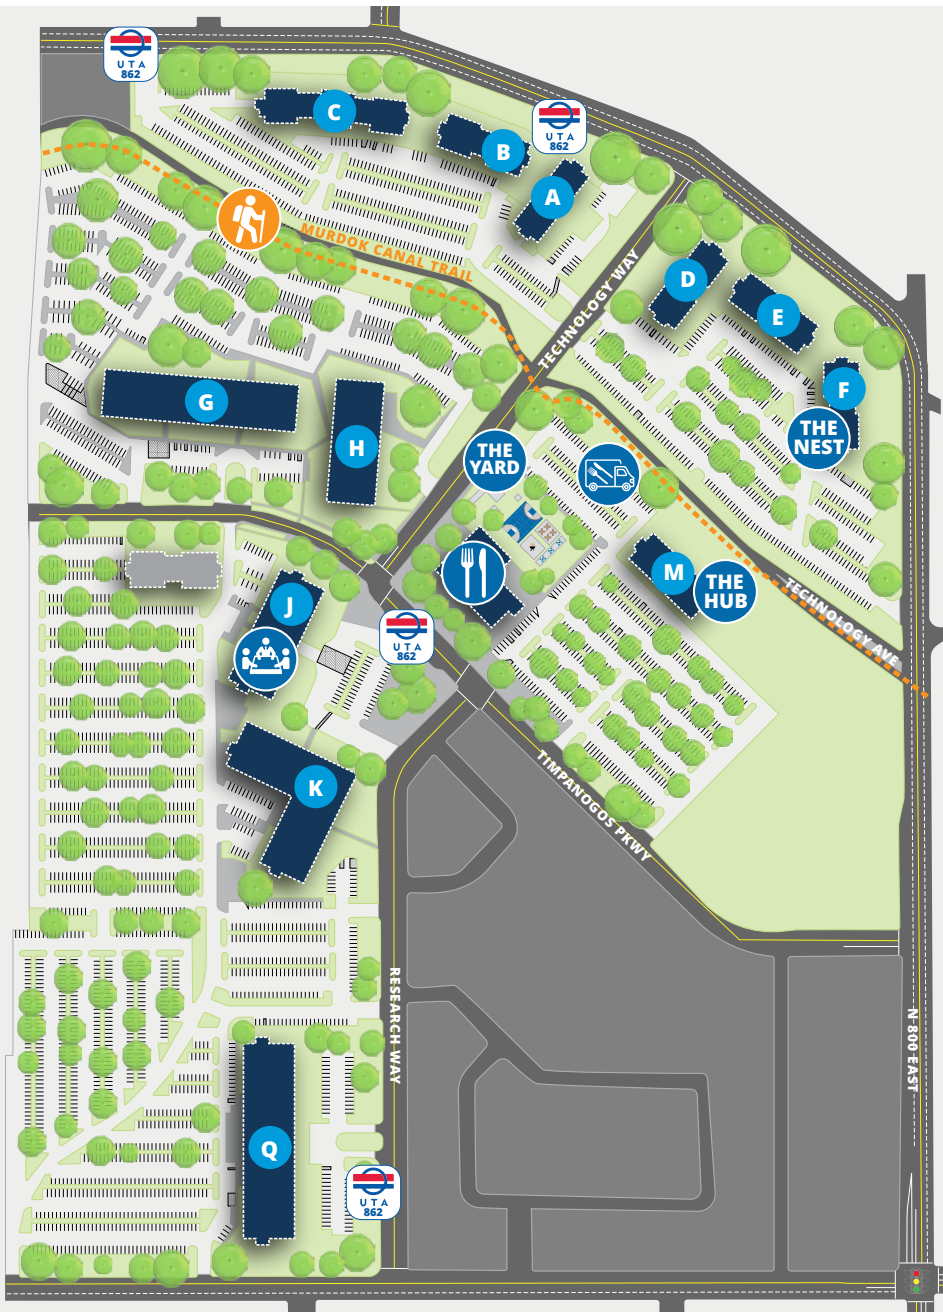 UTA
862
C
B
UTA
862
A
MURDOK CANAL TRAIL
TECHNOLOGY WAY
D
E
F
THE
NEST
G
H
THE
YARD
M
THE
HUB
TECHNOLOGY AVE
J
UTA
862
K
TIMPANOGOS PKWY
RESEARCH WAY
N 800 EAST
Q
UTA
862